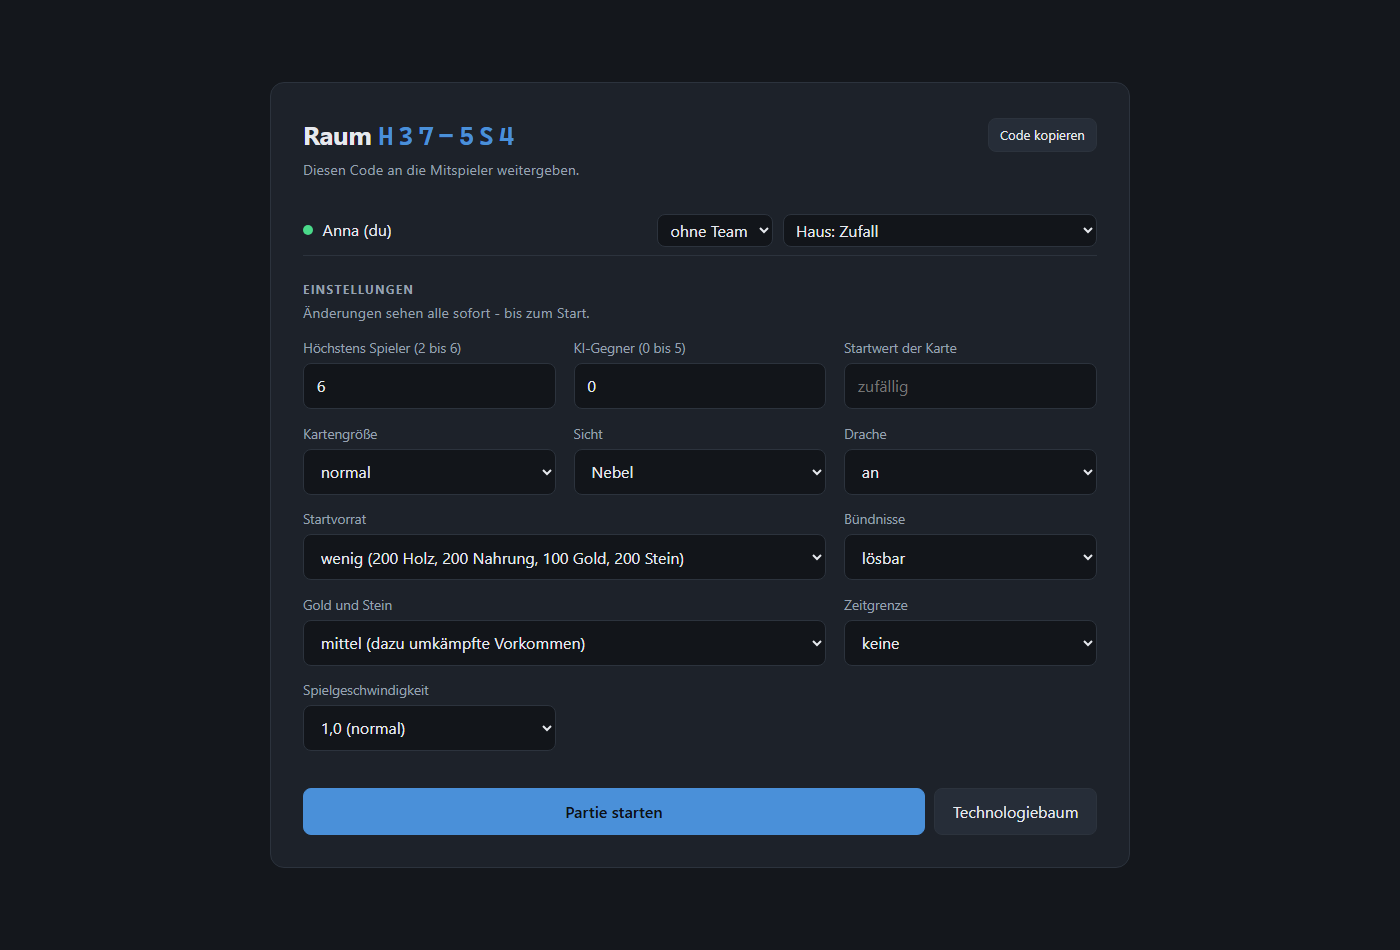 Raum H37-5S4
Code kopieren
Diesen Code an die Mitspieler weitergeben.
Anna (du)
ohne Team
Haus: Zufall
EINSTELLUNGEN
Änderungen sehen alle sofort - bis zum Start.
Höchstens Spieler (2 bis 6)
KI-Gegner (0 bis 5)
Startwert der Karte
6
0
zufällig
Kartengröße
Sicht
Drache
normal
Nebel
an
Startvorrat
Bündnisse
wenig (200 Holz, 200 Nahrung, 100 Gold, 200 Stein)
lösbar
Gold und Stein
Zeitgrenze
mittel (dazu umkämpfte Vorkommen)
keine
Spielgeschwindigkeit
1,0 (normal)
Partie starten
Technologiebaum